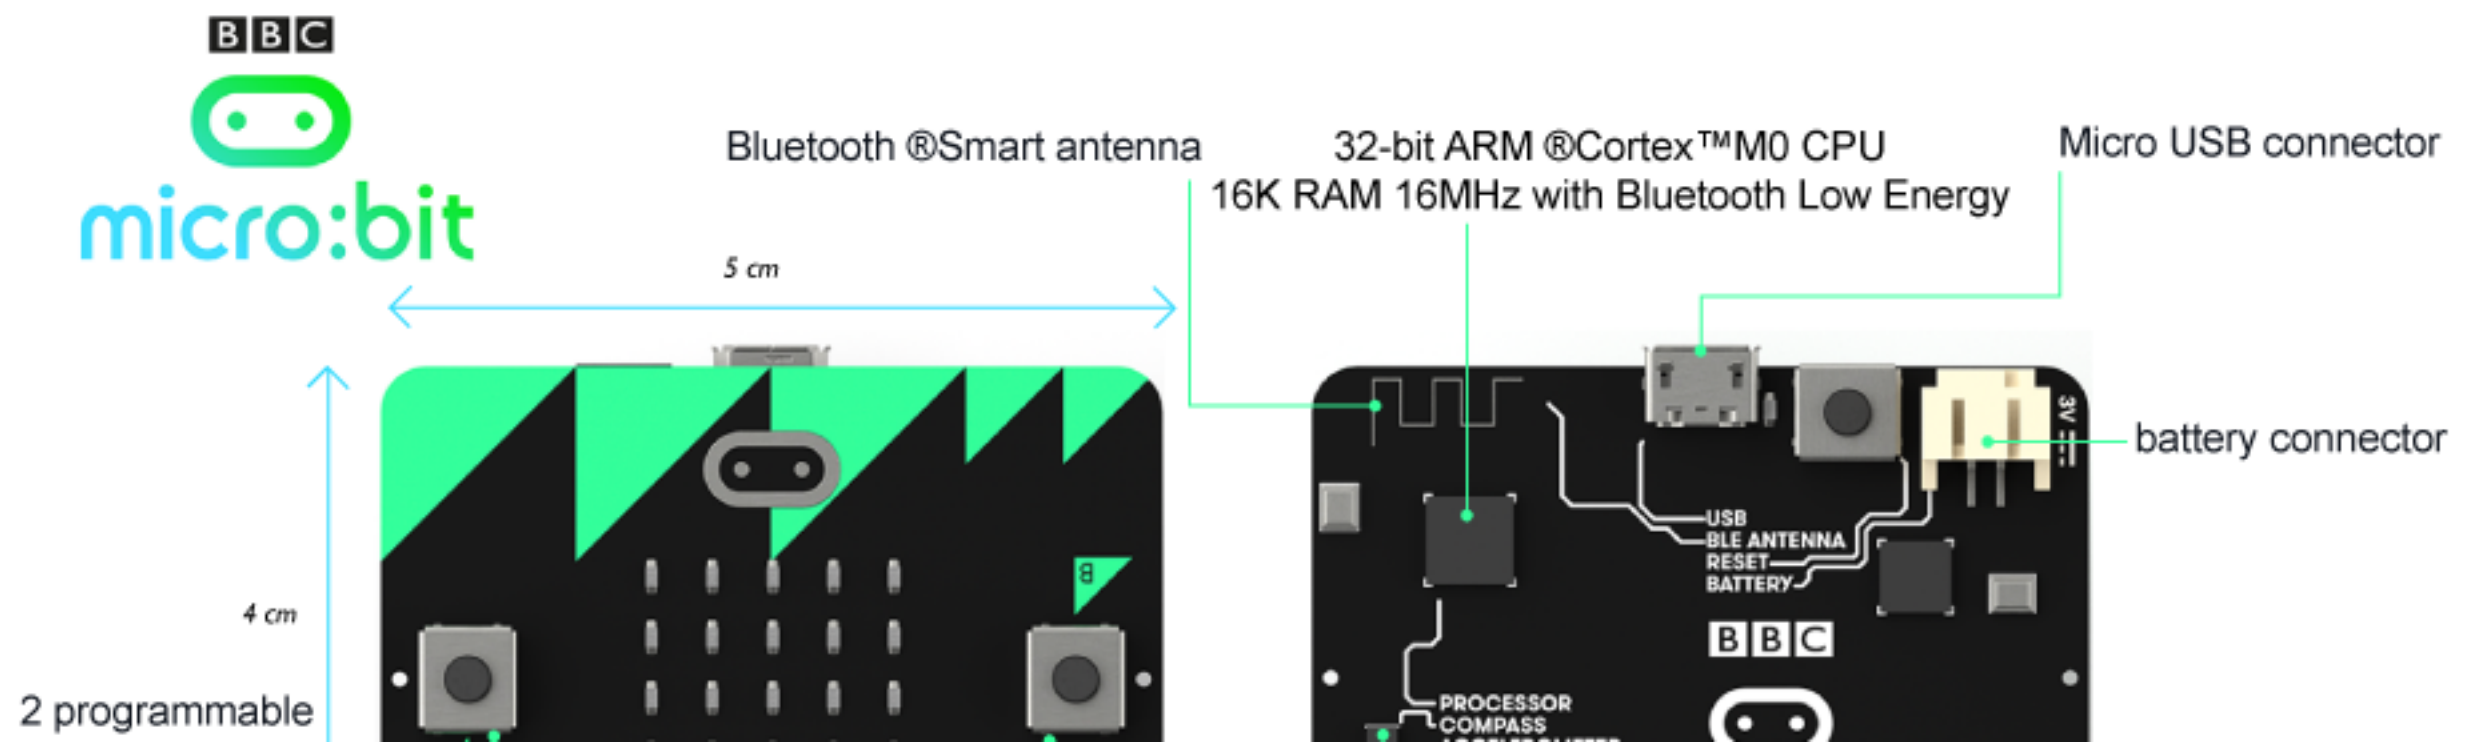 BBC
micro:bit
Bluetooth ®Smart antenna
32-bit ARM ®Cortex™M0 CPU
16K RAM 16MHz with Bluetooth Low Energy
Micro USB connector
5 cm
3V
battery connector
USB
BLE ANTENNA
RESET
BATTERY
B
4 cm
BBC
2 programmable
PROCESSOR
COMPASS